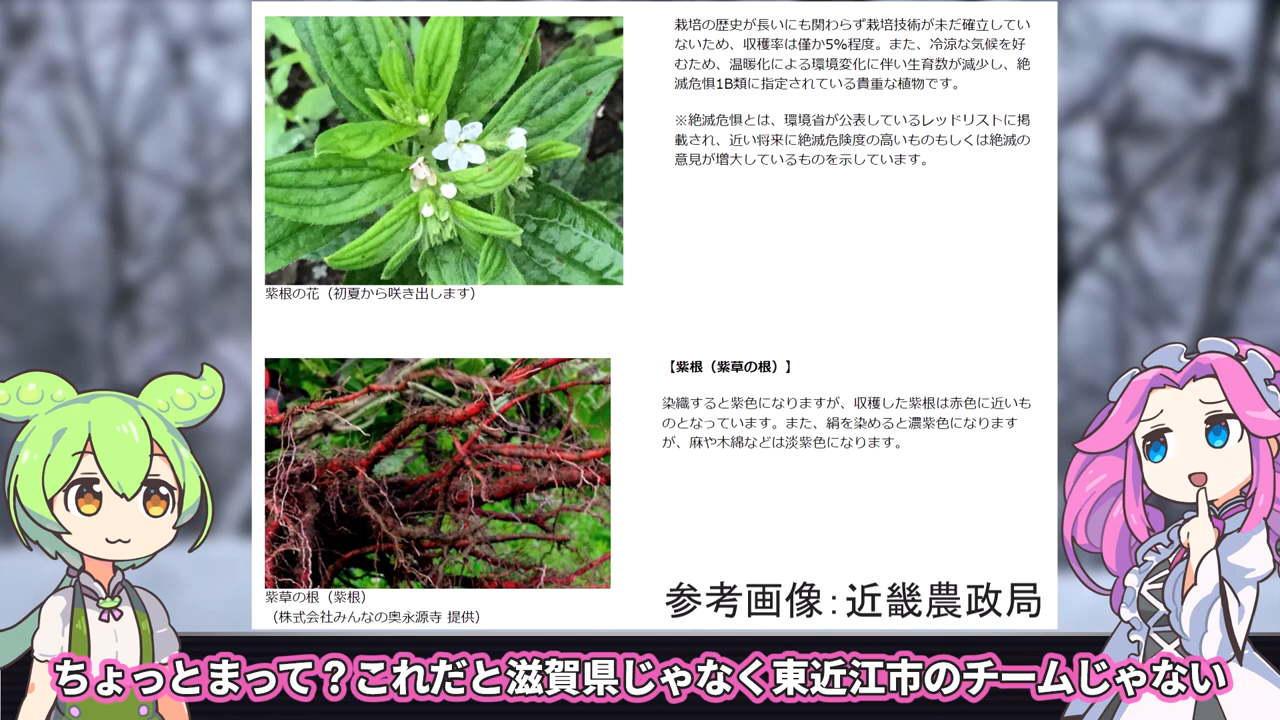 栽培の歴史が長いにも関わらず栽培技術が未だ確立してい
ないため、収穫率は僅か5%程度。また、冷涼な気候を好
むため、温暖化による環境変化に伴い生育数が減少し、絶
滅危惧1B類に指定されている貴重な植物です。
※絶滅危惧とは、環境省が公表しているレッドリストに掲
載され、近い将来に絶滅危険度の高いものもしくは絶滅の
意見が増大しているものを示しています。
紫根の花（初夏から咲き出します）
【紫根（紫草の根）】
染織すると紫色になりますが、収穫した紫根は赤色に近いも
のとなっています。また、絹を染めると濃紫色になります
が、麻や木綿などは淡紫色になります。
紫草の根（紫根）
（株式会社みんなの奥永源寺 提供）
参考画像：近畿農政局
ちょっとまって？これだと滋賀県じゃなく東近江市のチームじゃない